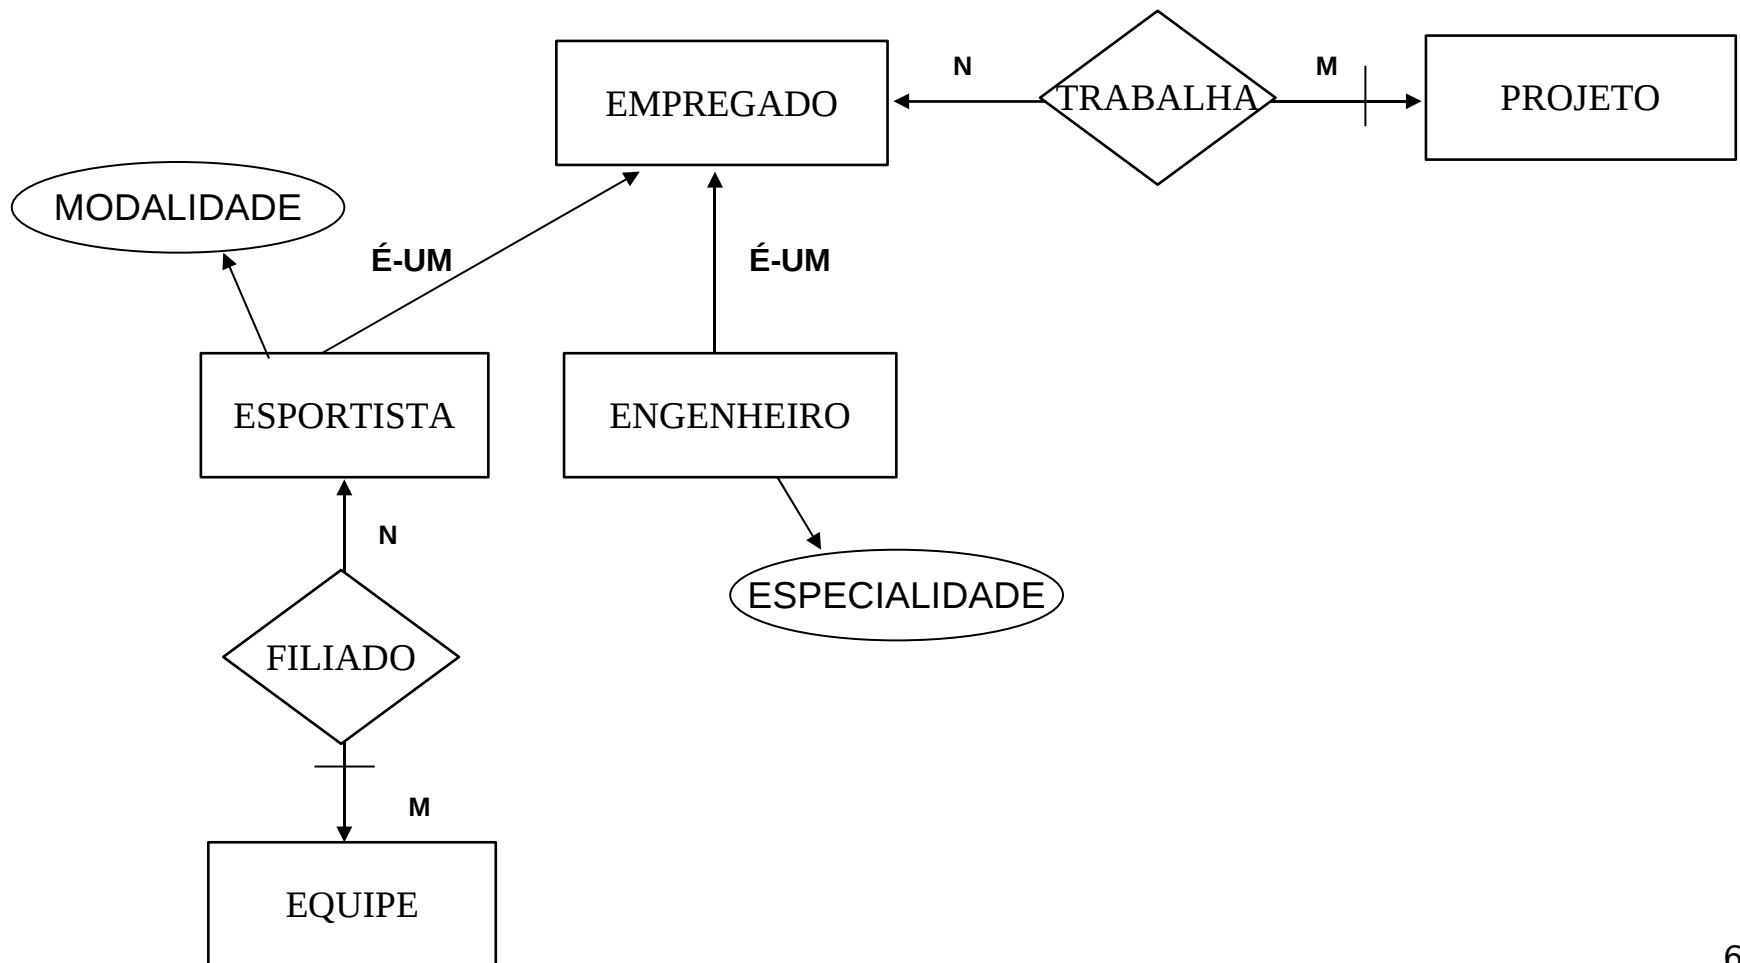 N
M
EMPREGADO
TRABALHA
PROJETO
MODALIDADE
É-UM
É-UM
ESPORTISTA
ENGENHEIRO
N
ESPECIALIDADE
FILIADO
M
EQUIPE
6